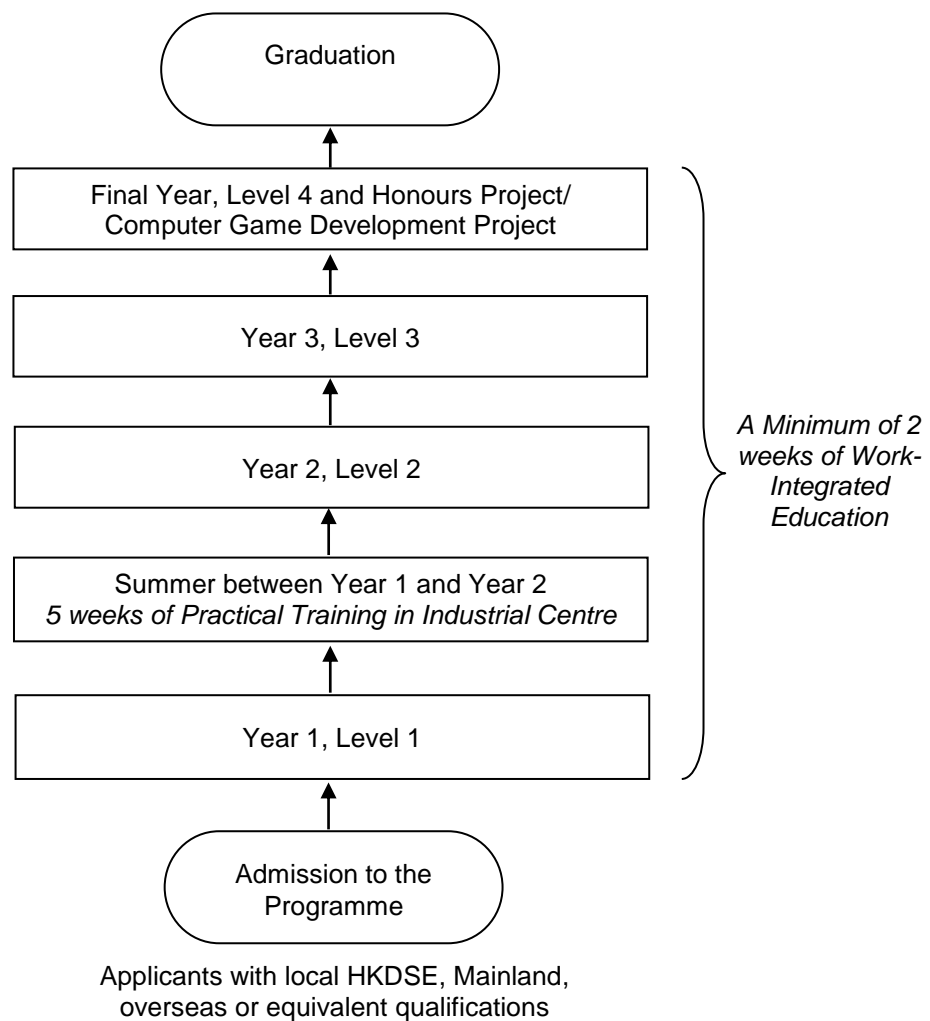 Graduation
Final Year, Level 4 and Honours Project/
Computer Game Development Project
Year 3, Level 3
Year 2, Level 2
A Minimum of 2
weeks of Work-
Integrated
Education
Summer between Year 1 and Year 2
5 weeks of Practical Training in Industrial Centre
Year 1, Level 1
Admission to the
Programme
Applicants with local HKDSE, Mainland,
overseas or equivalent qualifications